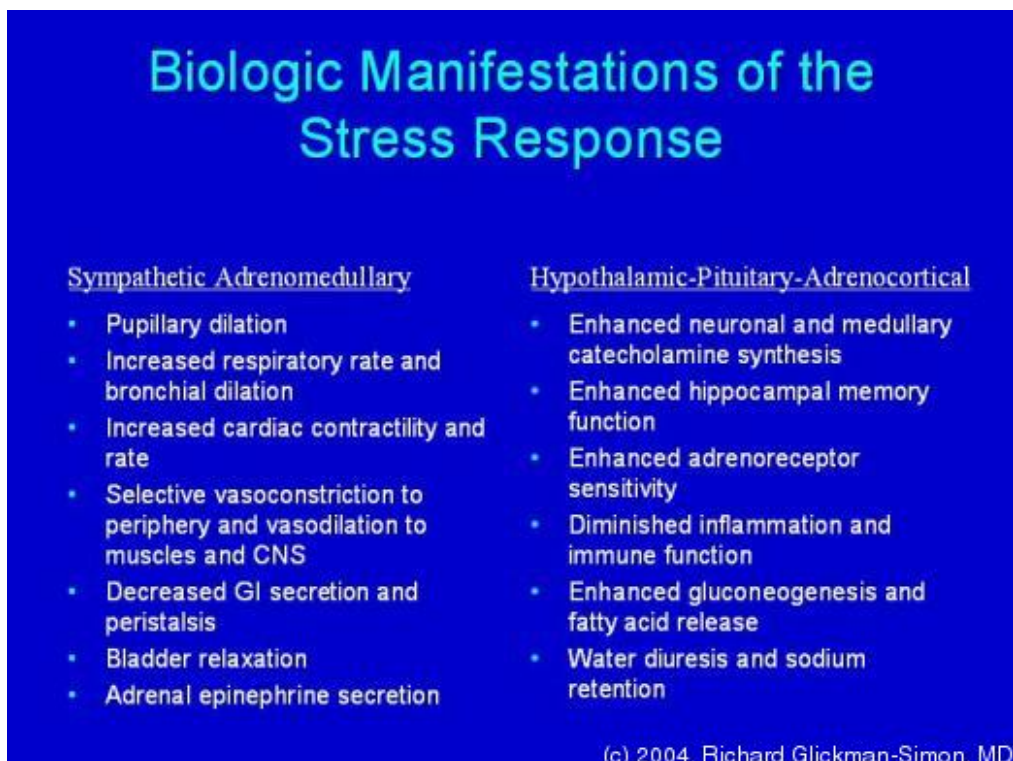 Biologic Manifestations of the
Stress Response
Sympathetic Adrenomedullary
• Pupillary dilation
• Increased respiratory rate and
bronchial dilation
• Increased cardiac contractility and
rate
• Selective vasoconstriction to
periphery and vasodilation to
muscles and CNS
• Decreased GI secretion and
peristalsis
• Bladder relaxation
• Adrenal epinephrine secretion
Hypothalamic-Pituitary-Adrenocortical
• Enhanced neuronal and medullary
catecholamine synthesis
• Enhanced hippocampal memory
function
• Enhanced adrenoreceptor
sensitivity
• Diminished inflammation and
immune function
• Enhanced gluconeogenesis and
fatty acid release
• Water diuresis and sodium
retention
(c) 2004, Richard Glickman-Simon, MD